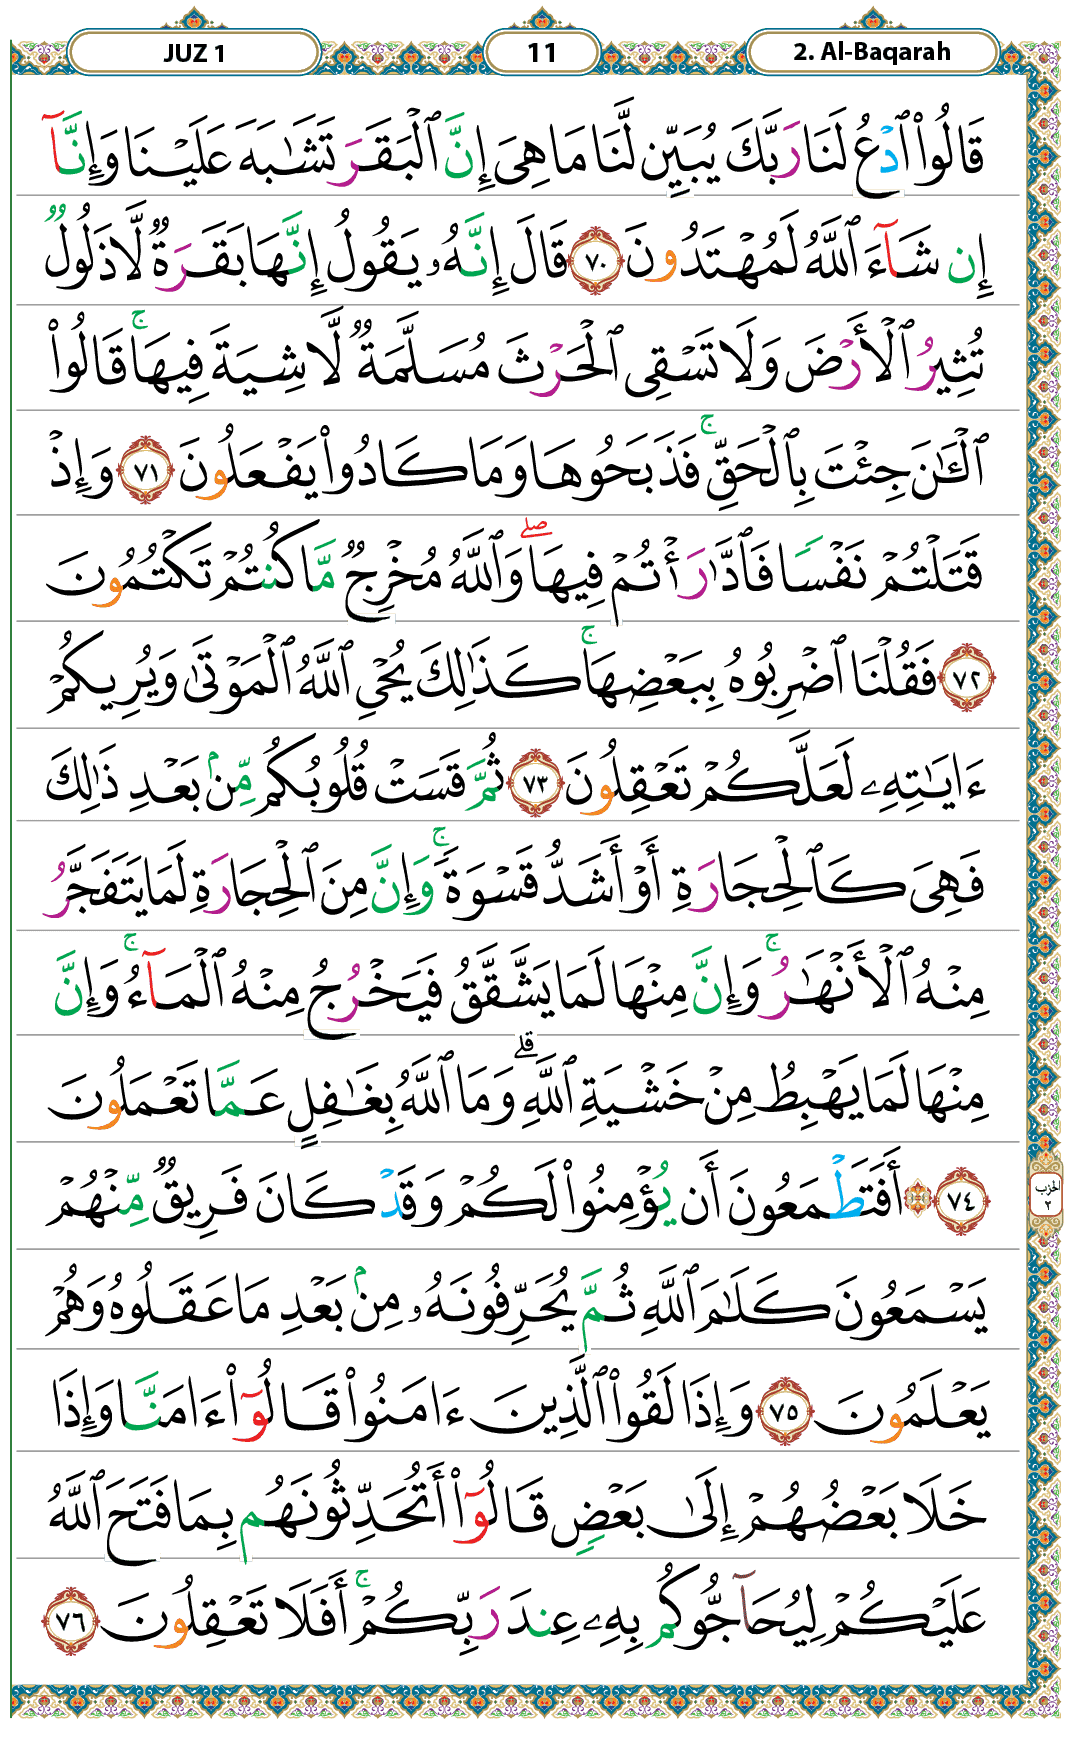 JUZ 1
11
2. Al-Baqarah
قَالُوا۟ ٱدْعُ لَنَا رَبَّكَ يُبَيِّن لَّنَا مَا هِىَ إِنَّ ٱلْبَقَرَ تَشَـٰبَهَ عَلَيْنَا وَإِنَّآ
إِن شَآءَ ٱللَّهُ لَمُهْتَدُونَ ٧٠ قَالَ إِنَّهُۥ يَقُولُ إِنَّهَا بَقَرَةٌ لَّا ذَلُولٌ
تُثِيرُ ٱلْأَرْضَ وَلَا تَسْقِى ٱلْحَرْثَ مُسَلَّمَةٌ لَّا شِيَةَ فِيهَا ۚ قَالُوا۟
ٱلْـَٔـٰنَ جِئْتَ بِٱلْحَقِّ ۚ فَذَبَحُوهَا وَمَا كَادُوا۟ يَفْعَلُونَ ٧١ وَإِذْ
قَتَلْتُمْ نَفْسًا فَٱدَّٰرَْٰٔتُمْ فِيهَا ۖ وَٱللَّهُ مُخْرِجٌ مَّا كُنتُمْ تَكْتُمُونَ
٧٢ فَقُلْنَا ٱضْرِبُوهُ بِبَعْضِهَا ۚ كَذَٰلِكَ يُحْىِ ٱللَّهُ ٱلْمَوْتَىٰ وَيُرِيكُمْ
ءَايَـٰتِهِۦ لَعَلَّكُمْ تَعْقِلُونَ ٧٣ ثُمَّ قَسَتْ قُلُوبُكُم مِّنۢ بَعْدِ ذَٰلِكَ
فَهِىَ كَٱلْحِجَارَةِ أَوْ أَشَدُّ قَسْوَةً ۚ وَإِنَّ مِنَ ٱلْحِجَارَةِ لَمَا يَتَفَجَّرُ
مِنْهُ ٱلْأَنْهَـٰرُ ۚ وَإِنَّ مِنْهَا لَمَا يَشَّقَّقُ فَيَخْرُجُ مِنْهُ ٱلْمَآءُ ۚ وَإِنَّ
مِنْهَا لَمَا يَهْبِطُ مِنْ خَشْيَةِ ٱللَّهِ ۗ وَمَا ٱللَّهُ بِغَـٰفِلٍ عَمَّا تَعْمَلُونَ
٧٤ ۞ أَفَتَطْمَعُونَ أَن يُؤْمِنُوا۟ لَكُمْ وَقَدْ كَانَ فَرِيقٌ مِّنْهُمْ
الحزب
٢
يَسْمَعُونَ كَلَـٰمَ ٱللَّهِ ثُمَّ يُحَرِّفُونَهُۥ مِنۢ بَعْدِ مَا عَقَلُوهُ وَهُمْ
يَعْلَمُونَ ٧٥ وَإِذَا لَقُوا۟ ٱلَّذِينَ ءَامَنُوا۟ قَالُوٓا۟ ءَامَنَّا وَإِذَا
خَلَا بَعْضُهُمْ إِلَىٰ بَعْضٍ قَالُوٓا۟ أَتُحَدِّثُونَهُم بِمَا فَتَحَ ٱللَّهُ
عَلَيْكُمْ لِيُحَآجُّوكُم بِهِۦ عِندَ رَبِّكُمْ ۚ أَفَلَا تَعْقِلُونَ ٧٦